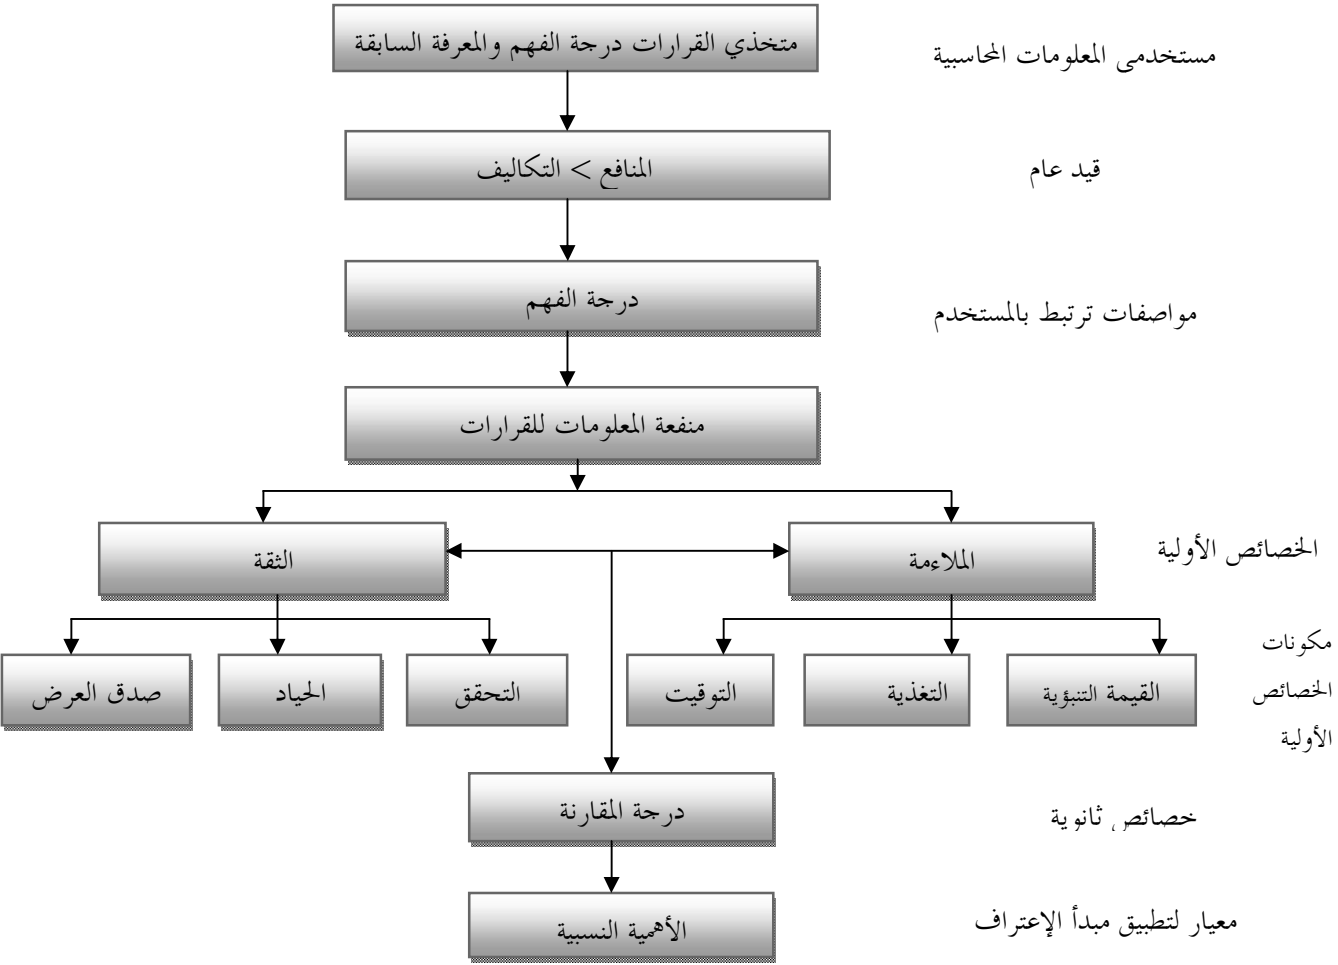 مستخدمى المعلومات المحاسبية
متخذي القرارات درجة الفهم والمعرفة السابقة
قيد عام
المنافع > التكاليف
مواصفات ترتبط بالمستخدم
درجة الفهم
منفعة المعلومات للقرارات
الخصائص الأولية
الملاءمة
الثقة
مكونات
الخصائص
الأولية
القيمة التنبؤية
التغذية
التوقيت
التحقق
الحياد
صدق العرض
خصائص ثانوية
درجة المقارنة
معيار لتطبيق مبدأ الإعتراف
الأهمية النسبية